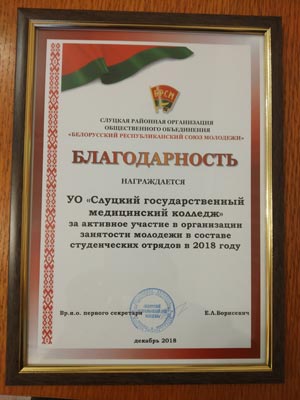 БРСМ
СЛУЦКАЯ РАЙОННАЯ ОРГАНИЗАЦИЯ
ОБЩЕСТВЕННОГО ОБЪЕДИНЕНИЯ
«БЕЛОРУССКИЙ РЕСПУБЛИКАНСКИЙ СОЮЗ МОЛОДЕЖИ»
БЛАГОДАРНОСТЬ
НАГРАЖДАЕТСЯ
УО «Слуцкий государственный
медицинский колледж»
за активное участие в организации
занятости молодежи в составе
студенческих отрядов в 2018 году
Вр.и.о. первого секретаря Е.А.Борисевич
декабрь 2018